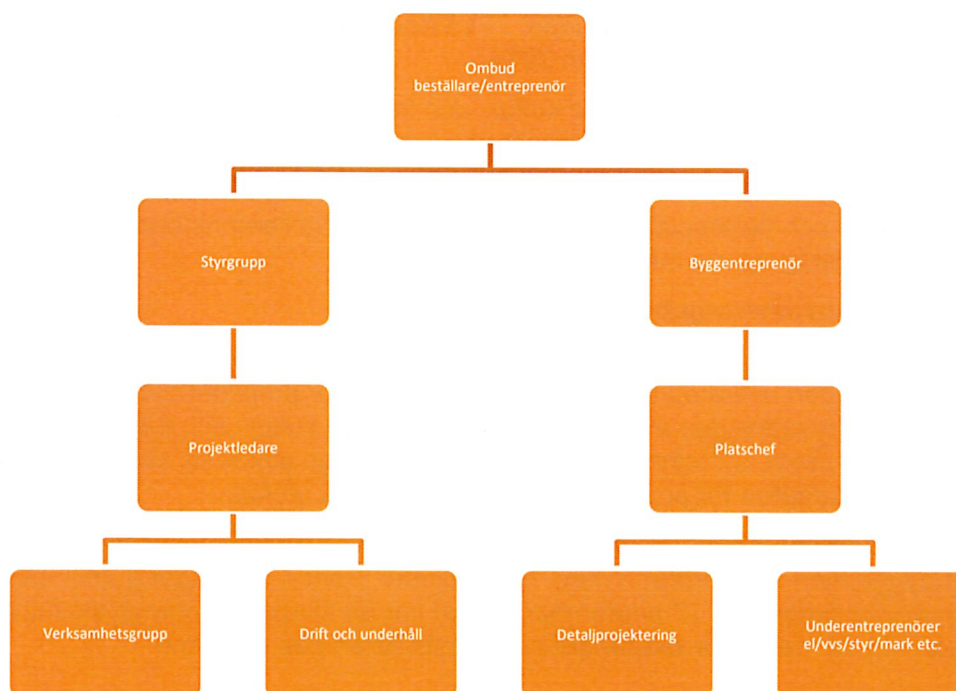 Ombud
beställare/entreprenör
Styrgrupp
Byggentreprenör
Projektledare
Platschef
Verksamhetsgrupp
Drift och underhåll
Detaljprojektering
Underentreprenörer
el/vvs/styr/mark etc.